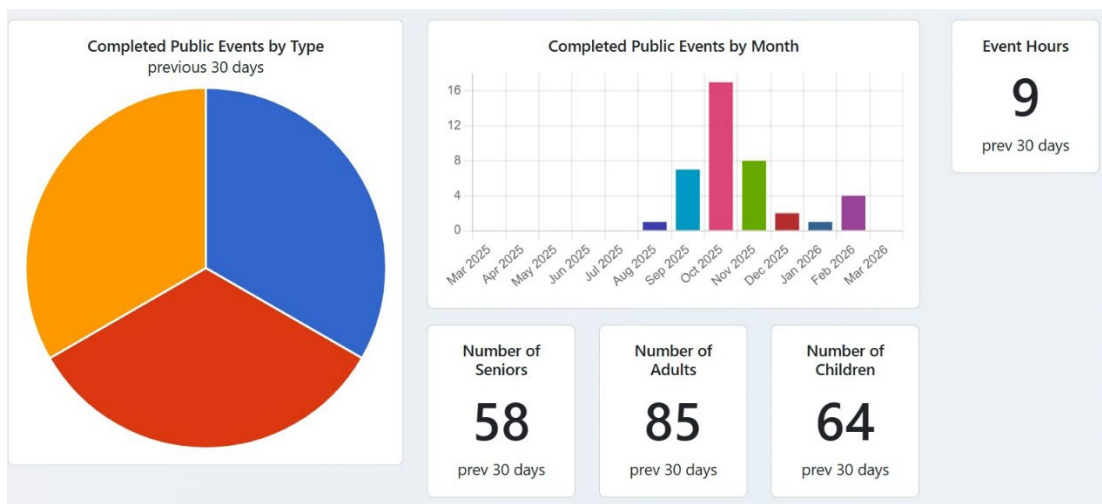 Completed Public Events by Type
previous 30 days
Completed Public Events by Month
16
12
8
4
0
Mar 2025
Apr 2025
May 2025
Jun 2025
Jul 2025
Aug 2025
Sep 2025
Oct 2025
Nov 2025
Dec 2025
Jan 2026
Feb 2026
Mar 2026
Event Hours
9
prev 30 days
Number of
Seniors
58
prev 30 days
Number of
Adults
85
prev 30 days
Number of
Children
64
prev 30 days